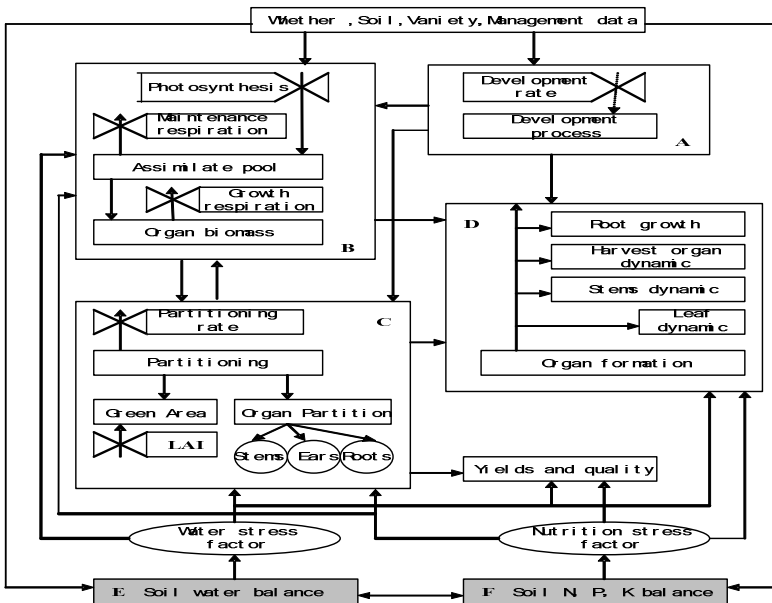 Whether , Soil, Vaniety, Management data
Photosynthesis
Development
rate
Maintenance
respiration
Development
process
A
Assimilate pool
Growth
respiration
Organ biomass
B
D
Root growth
Harvest organ
dynamic
Stems dynamic
Leaf
dynamic
Organ formation
Partitioning
rate
C
Partitioning
Green Area
Organ Partition
LAI
Stems
Ears
Roots
Yields and quality
Water stress
factor
Nutrition stress
factor
E Soil water balance
F Soil N, P, K balance